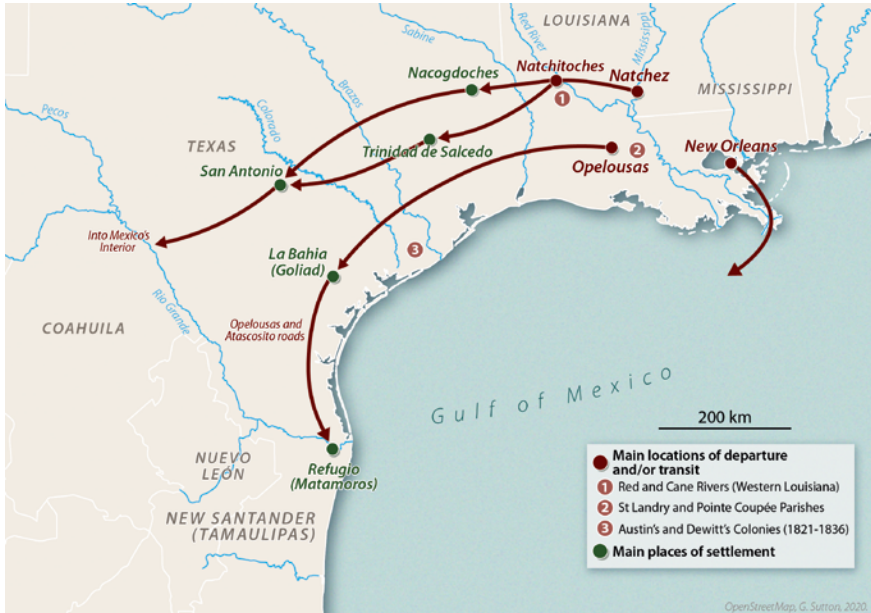 LOUISIANA
Red River
Mississippi
Sabine
Natchitoches
Nacogdoches
Natchez
MISSISSIPPI
1
Pecos
Brazos
Colorado
TEXAS
Trinidad de Salcedo
New Orleans
2
Opelousas
San Antonio
Into Mexico's
Interior
La Bahia
(Goliad)
3
Rio Grande
COAHUILA
Opelousas and
Atascosito roads
Gulf of Mexico
200 km
NUEVO
LEÓN
Refugio
(Matamoros)
NEW SANTANDER
(TAMAULIPAS)
Main locations of departure
and/or transit
1 Red and Cane Rivers (Western Louisiana)
2 St Landry and Pointe Coupée Parishes
3 Austin's and Dewitt's Colonies (1821-1836)
Main places of settlement
OpenStreetMap, G. Sutton, 2020.